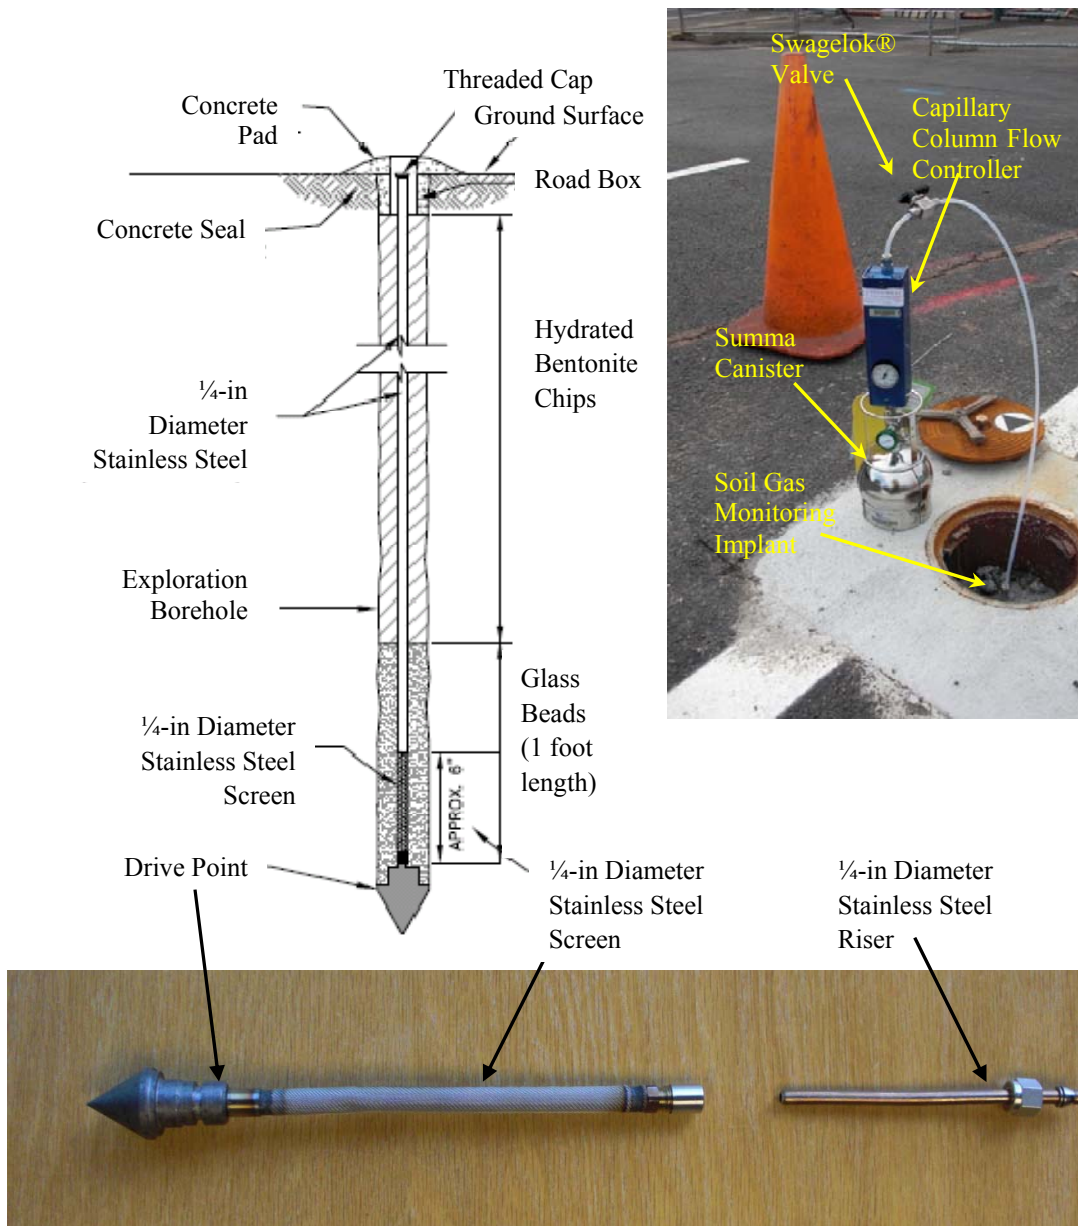 Threaded Cap
Concrete
Pad
Ground Surface
Road Box
Concrete Seal
Hydrated
Bentonite
Chips
¼-in
Diameter
Stainless Steel
Exploration
Borehole
Glass
Beads
(1 foot
length)
¼-in Diameter
Stainless Steel
Screen
APPROX. 6"
Drive Point
¼-in Diameter
Stainless Steel
Screen
¼-in Diameter
Stainless Steel
Riser
Swagelok®
Valve
Capillary
Column Flow
Controller
Summa
Canister
Soil Gas
Monitoring
Implant